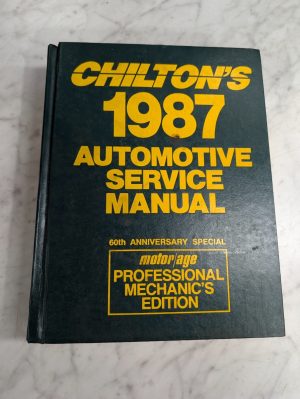 CHILTON'S
1987
AUTOMOTIVE
SERVICE
MANUAL
60th ANNIVERSARY SPECIAL
motor/age
PROFESSIONAL
MECHANIC'S
EDITION